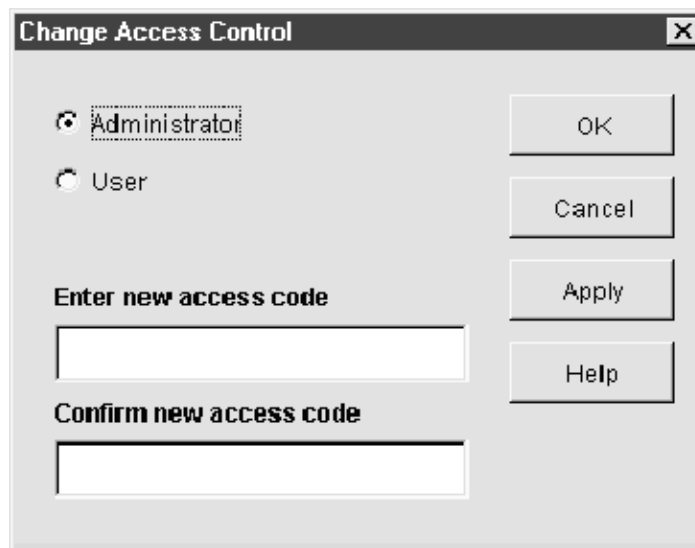 Change Access Control
Administrator
User
OK
Cancel
Apply
Help
Enter new access code
Confirm new access code